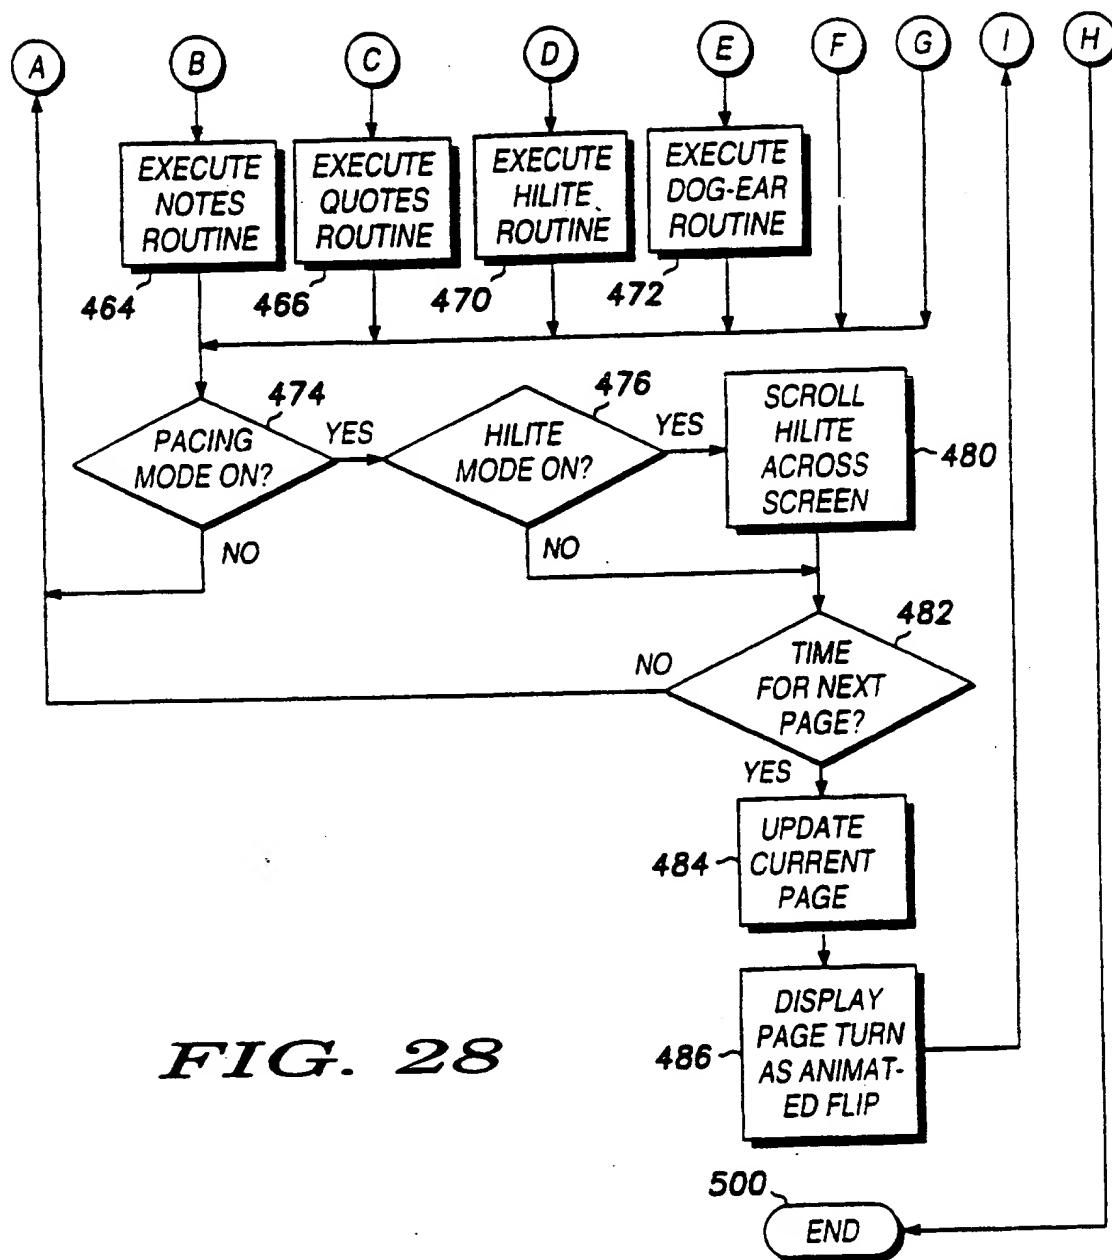 A
B
C
D
E
F
G
I
H
EXECUTE
NOTES
ROUTINE
EXECUTE
QUOTES
ROUTINE
EXECUTE
HILITE
ROUTINE
EXECUTE
DOG-EAR
ROUTINE
464
466
470
472
474
PACING
MODE ON?
YES
NO
476
HILITE
MODE ON?
YES
NO
SCROLL
HILITE
ACROSS
SCREEN
480
482
TIME
FOR NEXT
PAGE?
NO
YES
484
UPDATE
CURRENT
PAGE
486
DISPLAY
PAGE TURN
AS ANIMAT-
ED FLIP
FIG. 28
500
END